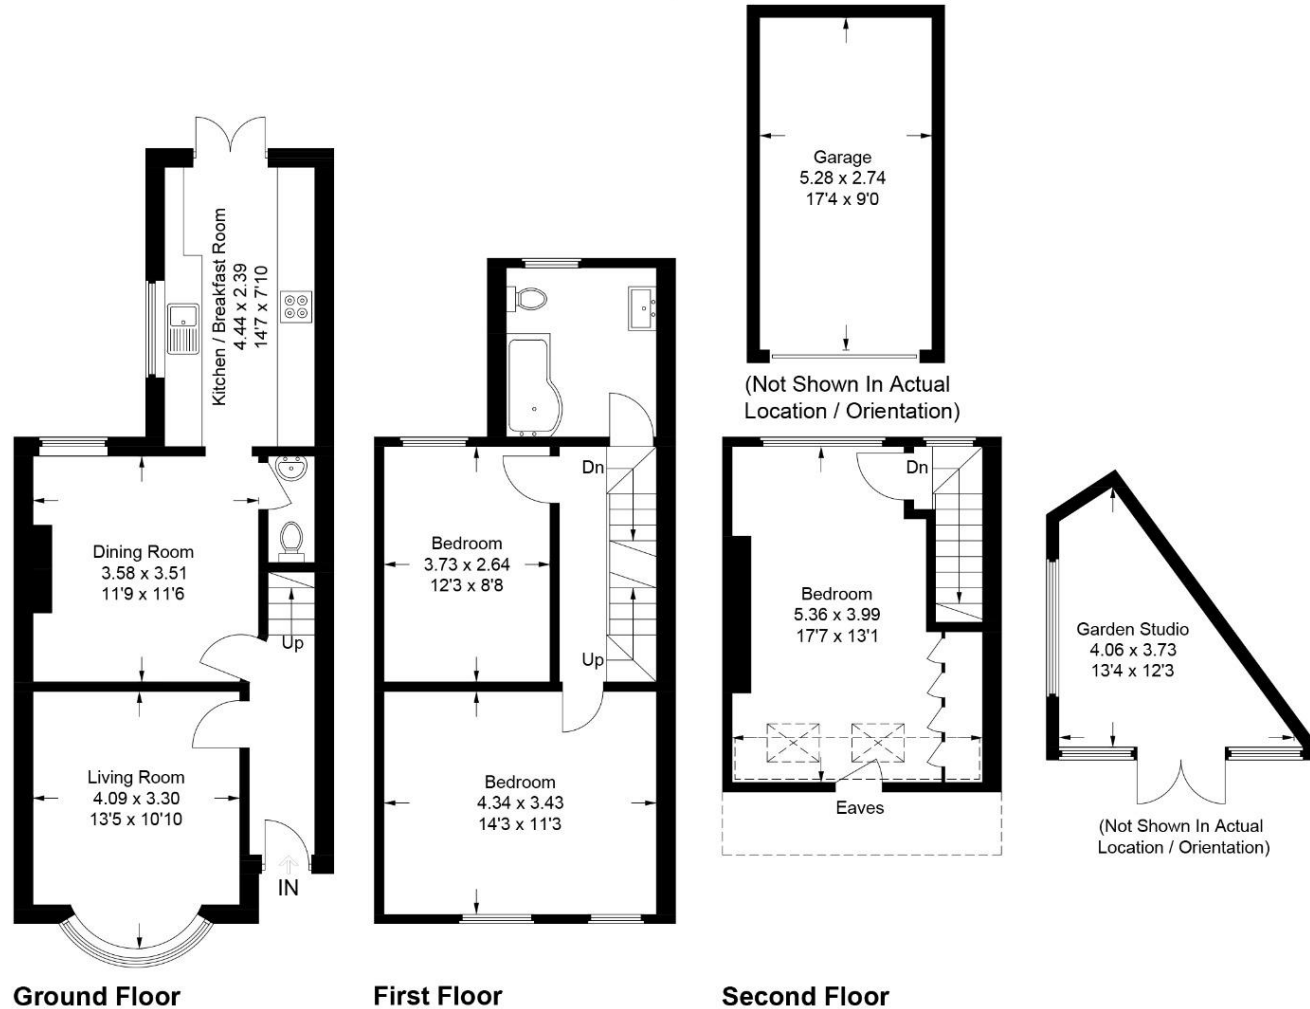 Garage
5.28 x 2.74
17'4 x 9'0
(Not Shown In Actual
Location / Orientation)
Kitchen / Breakfast Room
4.44 x 2.39
14'7 x 7'10
Dining Room
3.58 x 3.51
11'9 x 11'6
Up
Living Room
4.09 x 3.30
13'5 x 10'10
IN
Ground Floor
Dn
Bedroom
3.73 x 2.64
12'3 x 8'8
Up
Bedroom
4.34 x 3.43
14'3 x 11'3
First Floor
Dn
Bedroom
5.36 x 3.99
17'7 x 13'1
Eaves
Second Floor
Garden Studio
4.06 x 3.73
13'4 x 12'3
(Not Shown In Actual
Location / Orientation)